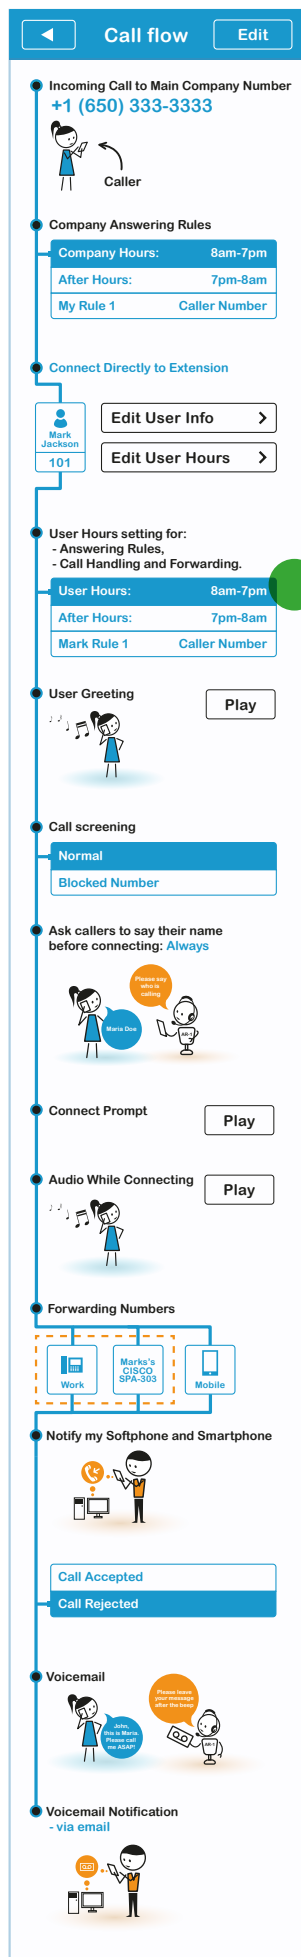 Call flow
Edit
Incoming Call to Main Company Number
+1 (650) 333-3333
Caller
Company Answering Rules
Company Hours: 8am-7pm
After Hours: 7pm-8am
My Rule 1 Caller Number
Connect Directly to Extension
Mark
Jackson
101
Edit User Info
Edit User Hours
User Hours setting for:
- Answering Rules,
- Call Handling and Forwarding.
User Hours: 8am-7pm
After Hours: 7pm-8am
Mark Rule 1 Caller Number
User Greeting
Play
Call screening
Normal
Blocked Number
Ask callers to say their name
before connecting: Always
Please say
who is
calling
Maria Doe
AR-1
Connect Prompt
Play
Audio While Connecting
Play
Forwarding Numbers
Work
Marks's
CISCO
SPA-303
Mobile
Notify my Softphone and Smartphone
Call Accepted
Call Rejected
Voicemail
Please leave
your message
after the beep
John,
this is Maria.
Please call
me ASAP!
AR-1
Voicemail Notification
- via email